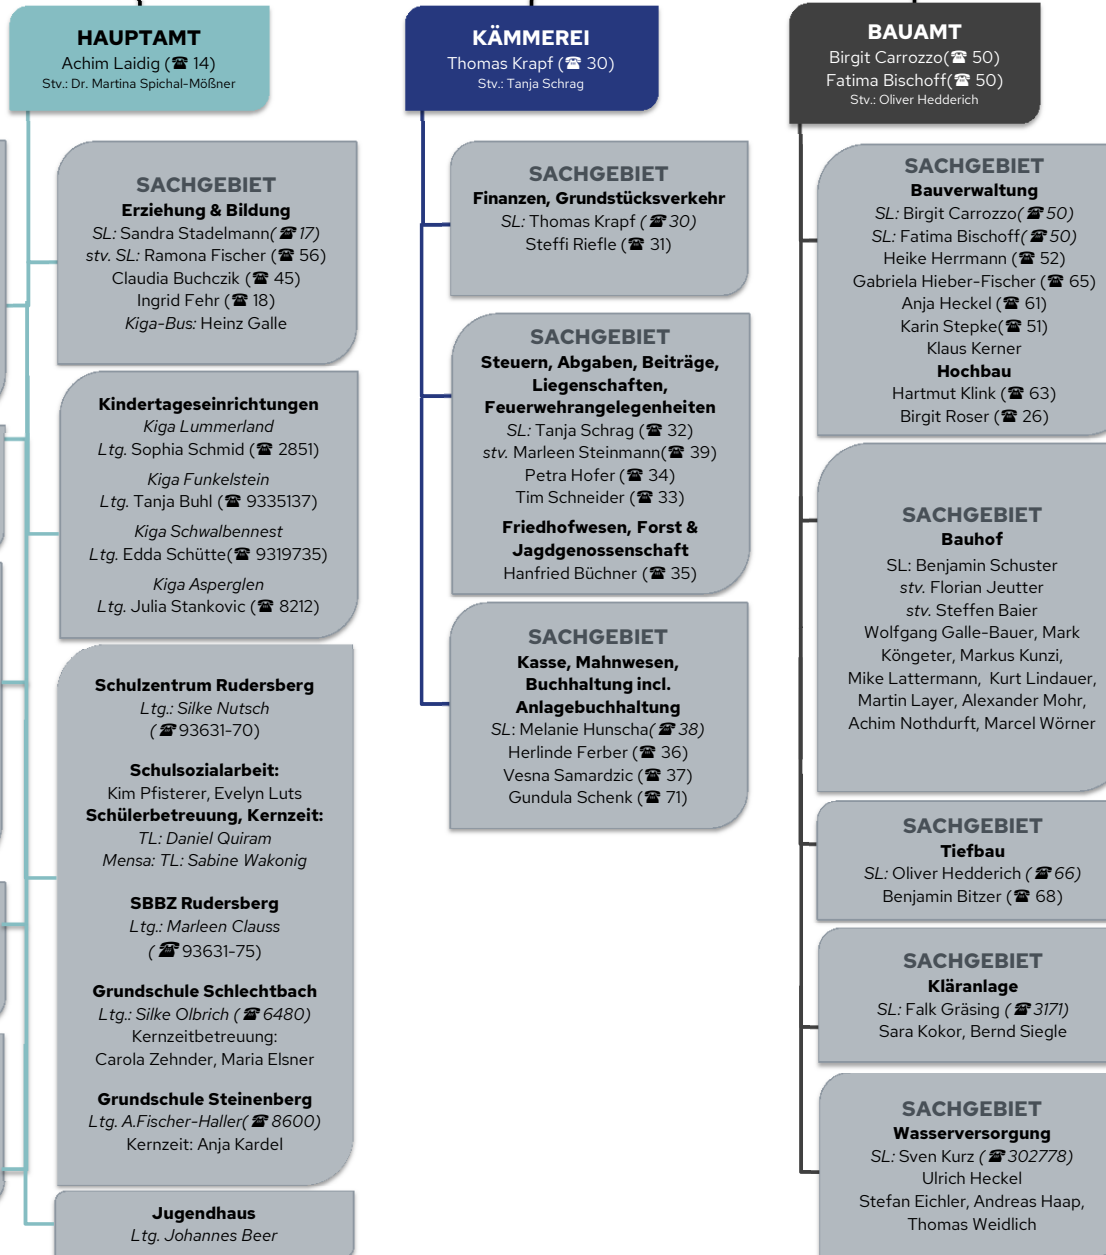 HAUPTAMT
Achim Laidig (☎ 14)
Stv.: Dr. Martina Spichal-Mößner
SACHGEBIET
Erziehung & Bildung
SL: Sandra Stadelmann(☎ 17)
stv. SL: Ramona Fischer (☎ 56)
Claudia Buchczik (☎ 45)
Ingrid Fehr (☎ 18)
Kiga-Bus: Heinz Galle
Kindertageseinrichtungen
Kiga Lummerland
Ltg. Sophia Schmid (☎ 2851)
Kiga Funkelstein
Ltg. Tanja Buhl (☎ 9335137)
Kiga Schwalbennest
Ltg. Edda Schütte(☎ 9319735)
Kiga Asperglen
Ltg. Julia Stankovic (☎ 8212)
Schulzentrum Rudersberg
Ltg.: Silke Nutsch
(☎ 93631-70)
Schulsozialarbeit:
Kim Pfisterer, Evelyn Luts
Schülerbetreuung, Kernzeit:
TL: Daniel Quiram
Mensa: TL: Sabine Wakonig
SBBZ Rudersberg
Ltg.: Marleen Clauss
(☎ 93631-75)
Grundschule Schlechtbach
Ltg.: Silke Olbrich (☎ 6480)
Kernzeitbetreuung:
Carola Zehnder, Maria Elsner
Grundschule Steinenberg
Ltg. A.Fischer-Haller(☎ 8600)
Kernzeit: Anja Kardel
Jugendhaus
Ltg. Johannes Beer
KÄMMEREI
Thomas Krapf (☎ 30)
Stv.: Tanja Schrag
SACHGEBIET
Finanzen, Grundstücksverkehr
SL: Thomas Krapf (☎ 30)
Steffi Riefle (☎ 31)
SACHGEBIET
Steuern, Abgaben, Beiträge,
Liegenschaften,
Feuerwehrangelegenheiten
SL: Tanja Schrag (☎ 32)
stv. Marleen Steinmann(☎ 39)
Petra Hofer (☎ 34)
Tim Schneider (☎ 33)
Friedhofwesen, Forst &
Jagdgenossenschaft
Hanfried Büchner (☎ 35)
SACHGEBIET
Kasse, Mahnwesen,
Buchhaltung incl.
Anlagebuchhaltung
SL: Melanie Hunscha(☎ 38)
Herlinde Ferber (☎ 36)
Vesna Samardzic (☎ 37)
Gundula Schenk (☎ 71)
BAUAMT
Birgit Carrozzo(☎ 50)
Fatima Bischoff(☎ 50)
Stv.: Oliver Hedderich
SACHGEBIET
Bauverwaltung
SL: Birgit Carrozzo(☎ 50)
SL: Fatima Bischoff(☎ 50)
Heike Herrmann (☎ 52)
Gabriela Hieber-Fischer (☎ 65)
Anja Heckel (☎ 61)
Karin Stepke(☎ 51)
Klaus Kerner
Hochbau
Hartmut Klink (☎ 63)
Birgit Roser (☎ 26)
SACHGEBIET
Bauhof
SL: Benjamin Schuster
stv. Florian Jeutter
stv. Steffen Baier
Wolfgang Galle-Bauer, Mark
Köngeter, Markus Kunzi,
Mike Lattermann, Kurt Lindauer,
Martin Layer, Alexander Mohr,
Achim Nothdurft, Marcel Wörner
SACHGEBIET
Tiefbau
SL: Oliver Hedderich (☎ 66)
Benjamin Bitzer (☎ 68)
SACHGEBIET
Kläranlage
SL: Falk Gräsing (☎ 3171)
Sara Kokor, Bernd Siegle
SACHGEBIET
Wasserversorgung
SL: Sven Kurz (☎ 302778)
Ulrich Heckel
Stefan Eichler, Andreas Haap,
Thomas Weidlich